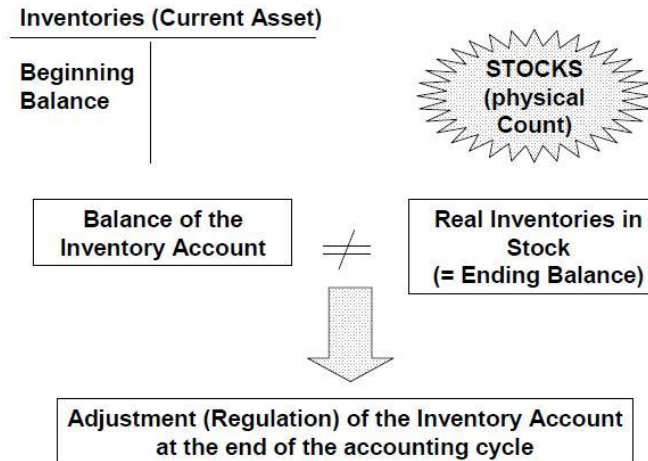 Inventories (Current Asset)
Beginning
Balance
STOCKS
(physical
Count)
Balance of the
Inventory Account
Real Inventories in
Stock
(= Ending Balance)
Adjustment (Regulation) of the Inventory Account
at the end of the accounting cycle